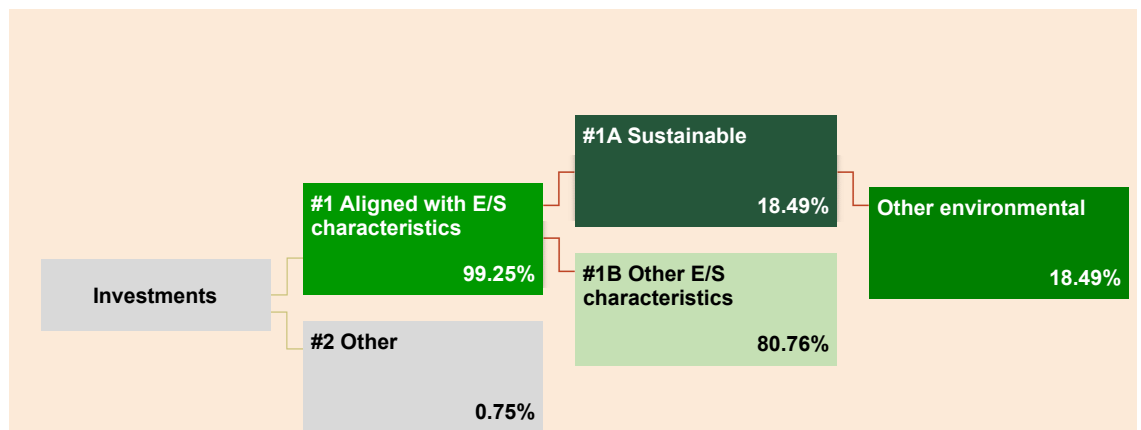 Investments
#1 Aligned with E/S
characteristics
99.25%
#2 Other
0.75%
#1A Sustainable
18.49%
#1B Other E/S
characteristics
80.76%
Other environmental
18.49%